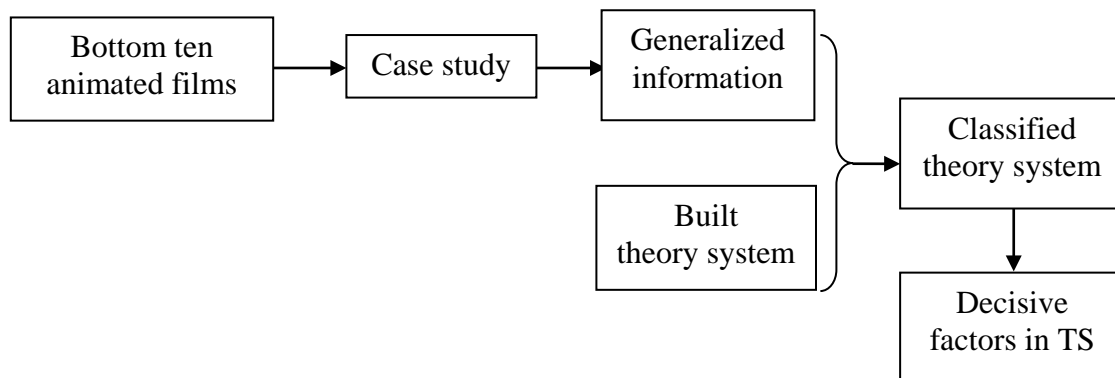 Bottom ten
animated films
Case study
Generalized
information
Built
theory system
Classified
theory system
Decisive
factors in TS